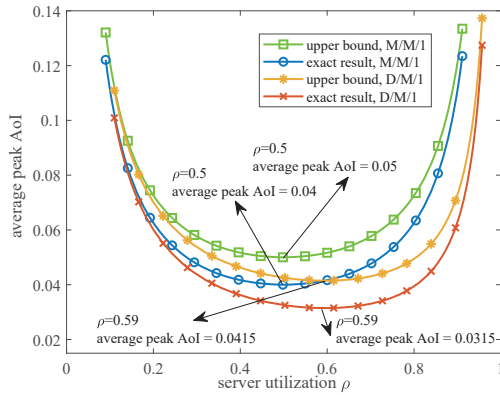 0.14
0.12
0.1
0.08
0.06
0.04
0.02
average peak AoI
upper bound, M/M/1
exact result, M/M/1
upper bound, D/M/1
exact result, D/M/1
ρ=0.5
average peak AoI = 0.05
ρ=0.5
average peak AoI = 0.04
ρ=0.59
average peak AoI = 0.0415
ρ=0.59
average peak AoI = 0.0315
0 0.2 0.4 0.6 0.8 1
server utilization ρ